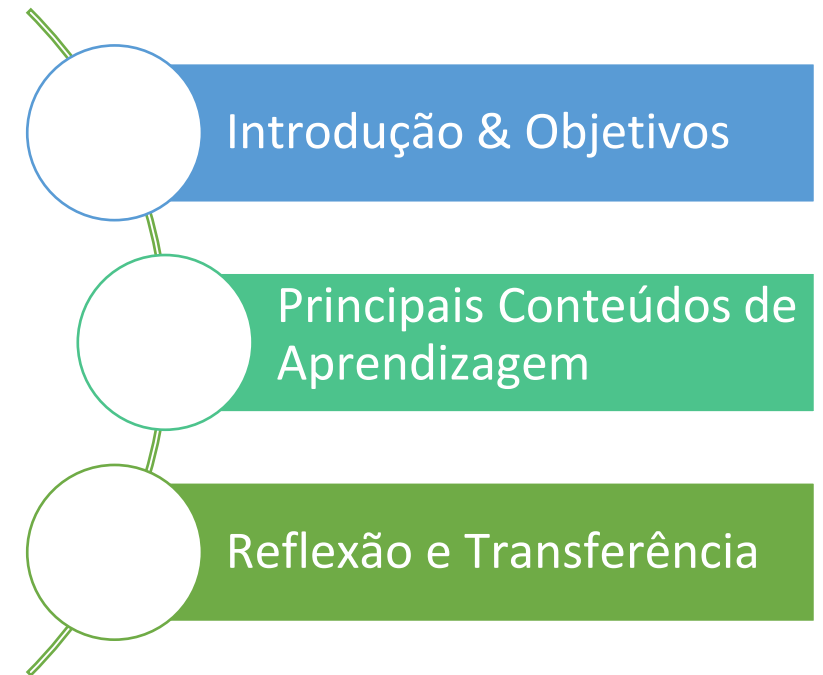 Introdução & Objetivos
Principais Conteúdos de
Aprendizagem
Reflexão e Transferência